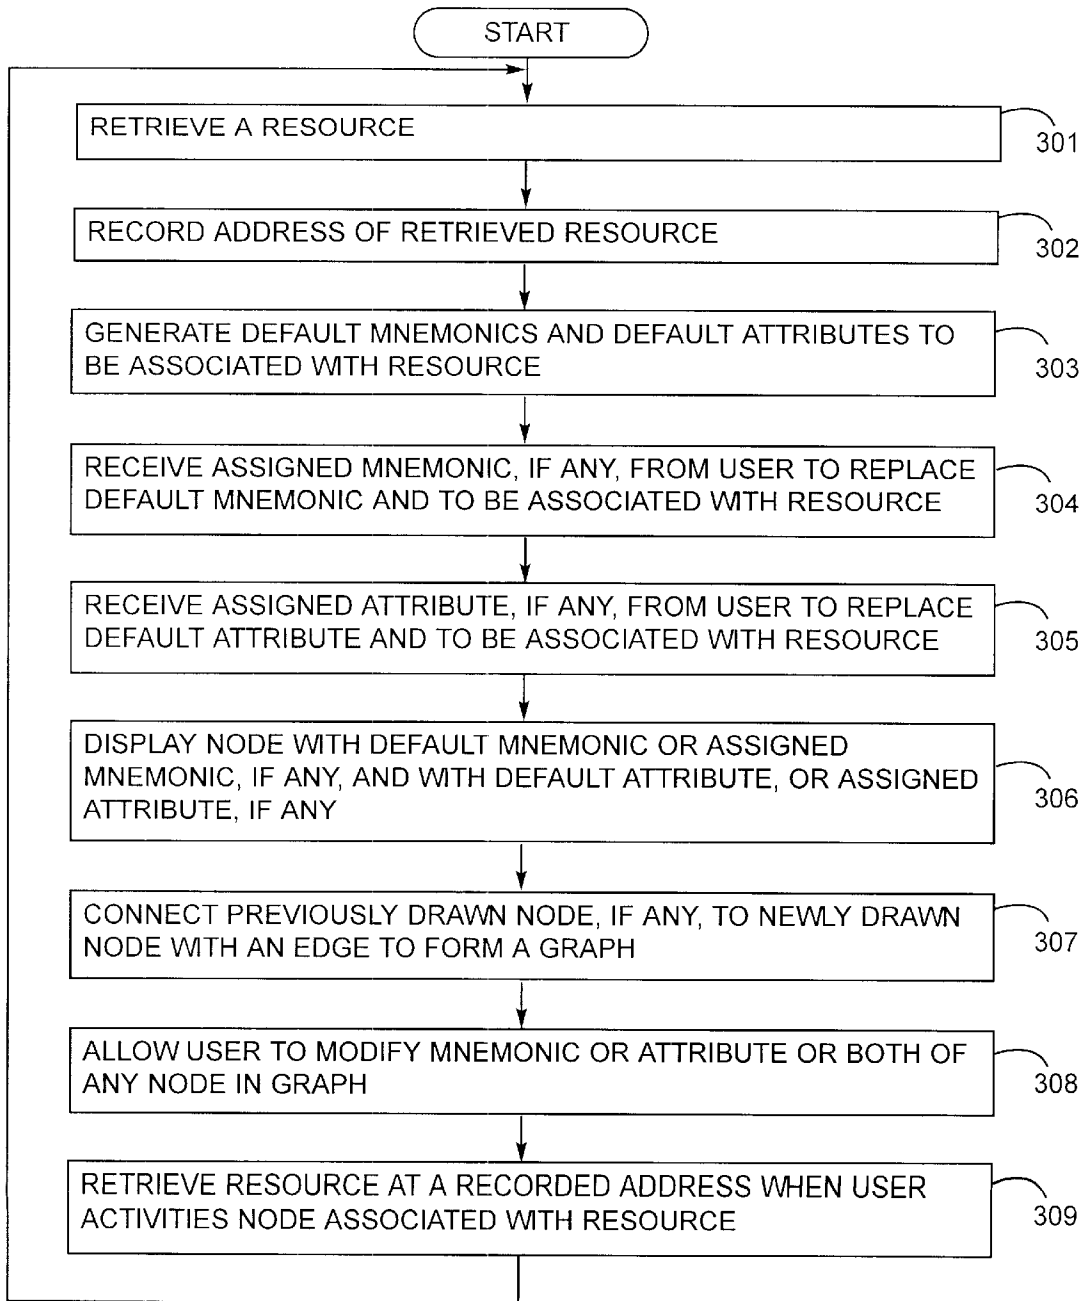 START
RETRIEVE A RESOURCE
301
RECORD ADDRESS OF RETRIEVED RESOURCE
302
GENERATE DEFAULT MNEMONICS AND DEFAULT ATTRIBUTES TO
BE ASSOCIATED WITH RESOURCE
303
RECEIVE ASSIGNED MNEMONIC, IF ANY, FROM USER TO REPLACE
DEFAULT MNEMONIC AND TO BE ASSOCIATED WITH RESOURCE
304
RECEIVE ASSIGNED ATTRIBUTE, IF ANY, FROM USER TO REPLACE
DEFAULT ATTRIBUTE AND TO BE ASSOCIATED WITH RESOURCE
305
DISPLAY NODE WITH DEFAULT MNEMONIC OR ASSIGNED
MNEMONIC, IF ANY, AND WITH DEFAULT ATTRIBUTE, OR ASSIGNED
ATTRIBUTE, IF ANY
306
CONNECT PREVIOUSLY DRAWN NODE, IF ANY, TO NEWLY DRAWN
NODE WITH AN EDGE TO FORM A GRAPH
307
ALLOW USER TO MODIFY MNEMONIC OR ATTRIBUTE OR BOTH OF
ANY NODE IN GRAPH
308
RETRIEVE RESOURCE AT A RECORDED ADDRESS WHEN USER
ACTIVITIES NODE ASSOCIATED WITH RESOURCE
309